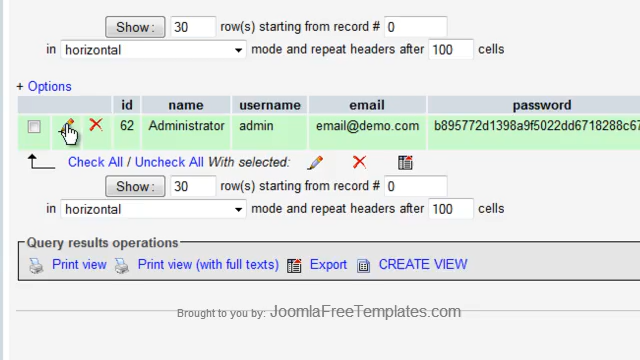 Show : 30 row(s) starting from record # 0
in horizontal mode and repeat headers after 100 cells
+ Options
id name username email password
62 Administrator admin email@demo.com b895772d1398a9f5022dd6718288c67
Check All / Uncheck All With selected:
Show : 30 row(s) starting from record # 0
in horizontal mode and repeat headers after 100 cells
Query results operations
Print view Print view (with full texts) Export CREATE VIEW
Brought to you by: JoomlaFreeTemplates.com